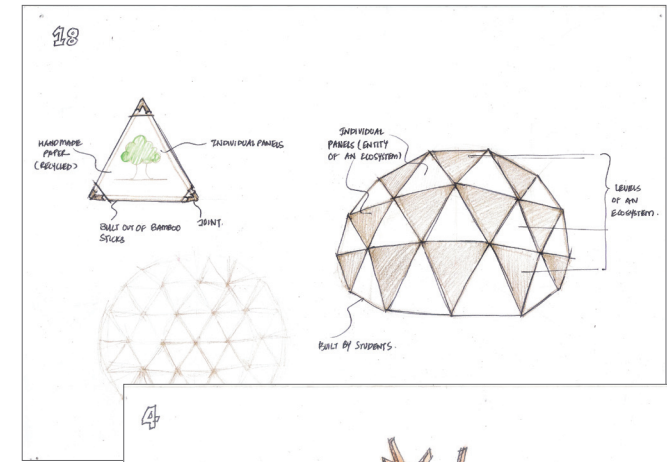 18
HANDMADE
PAPER
(RECYCLED)
INDIVIDUAL PANELS
BUILT OUT OF BAMBOO
STICKS
JOINT.
INDIVIDUAL
PANELS (ENTITY
OF AN ECOSYSTEM)
LEVELS
OF AN
ECOSYSTEM.
BUILT BY STUDENTS.
4